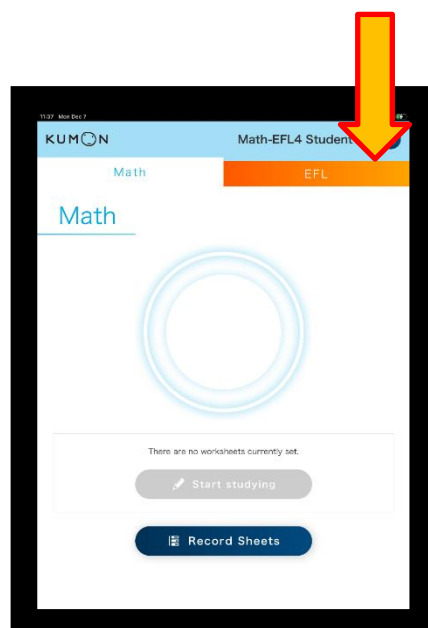 11:37 Mon Dec 7
KUMON
Math-EFL4 Student
Math
EFL
Math
There are no worksheets currently set.
Start studying
Record Sheets